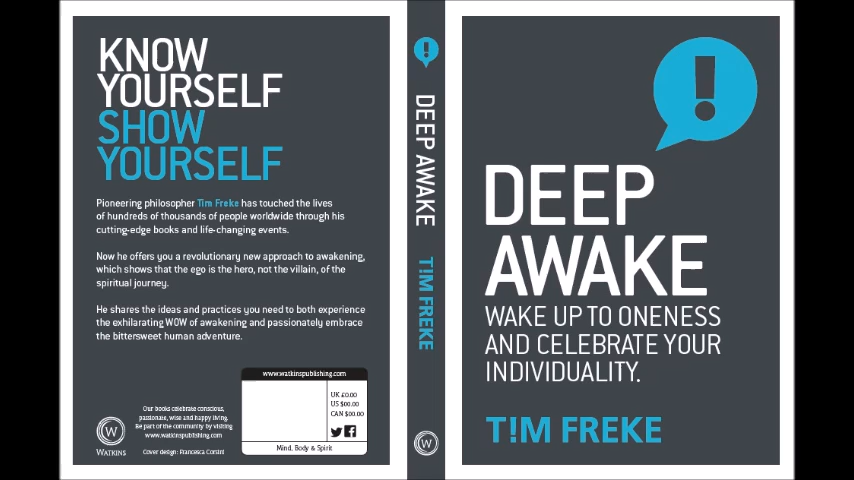 KNOW
YOURSELF
SHOW
YOURSELF
Pioneering philosopher Tim Freke has touched the lives
of hundreds of thousands of people worldwide through his
cutting-edge books and life-changing events.
Now he offers you a revolutionary new approach to awakening,
which shows that the ego is the hero, not the villain, of the
spiritual journey.
He shares the ideas and practices you need to both experience
the exhilarating WOW of awakening and passionately embrace
the bittersweet human adventure.
W
WATKINS
Our books celebrate conscious,
passionate, wise and happy living.
Be part of the community by visiting
www.watkinspublishing.com
Cover design: Francesca Corsini
www.watkinspublishing.com
UK £0.00
US $00.00
CAN $00.00
Mind, Body & Spirit
!
DEEP AWAKE
T!M FREKE
W
!
DEEP
AWAKE
WAKE UP TO ONENESS
AND CELEBRATE YOUR
INDIVIDUALITY.
T!M FREKE